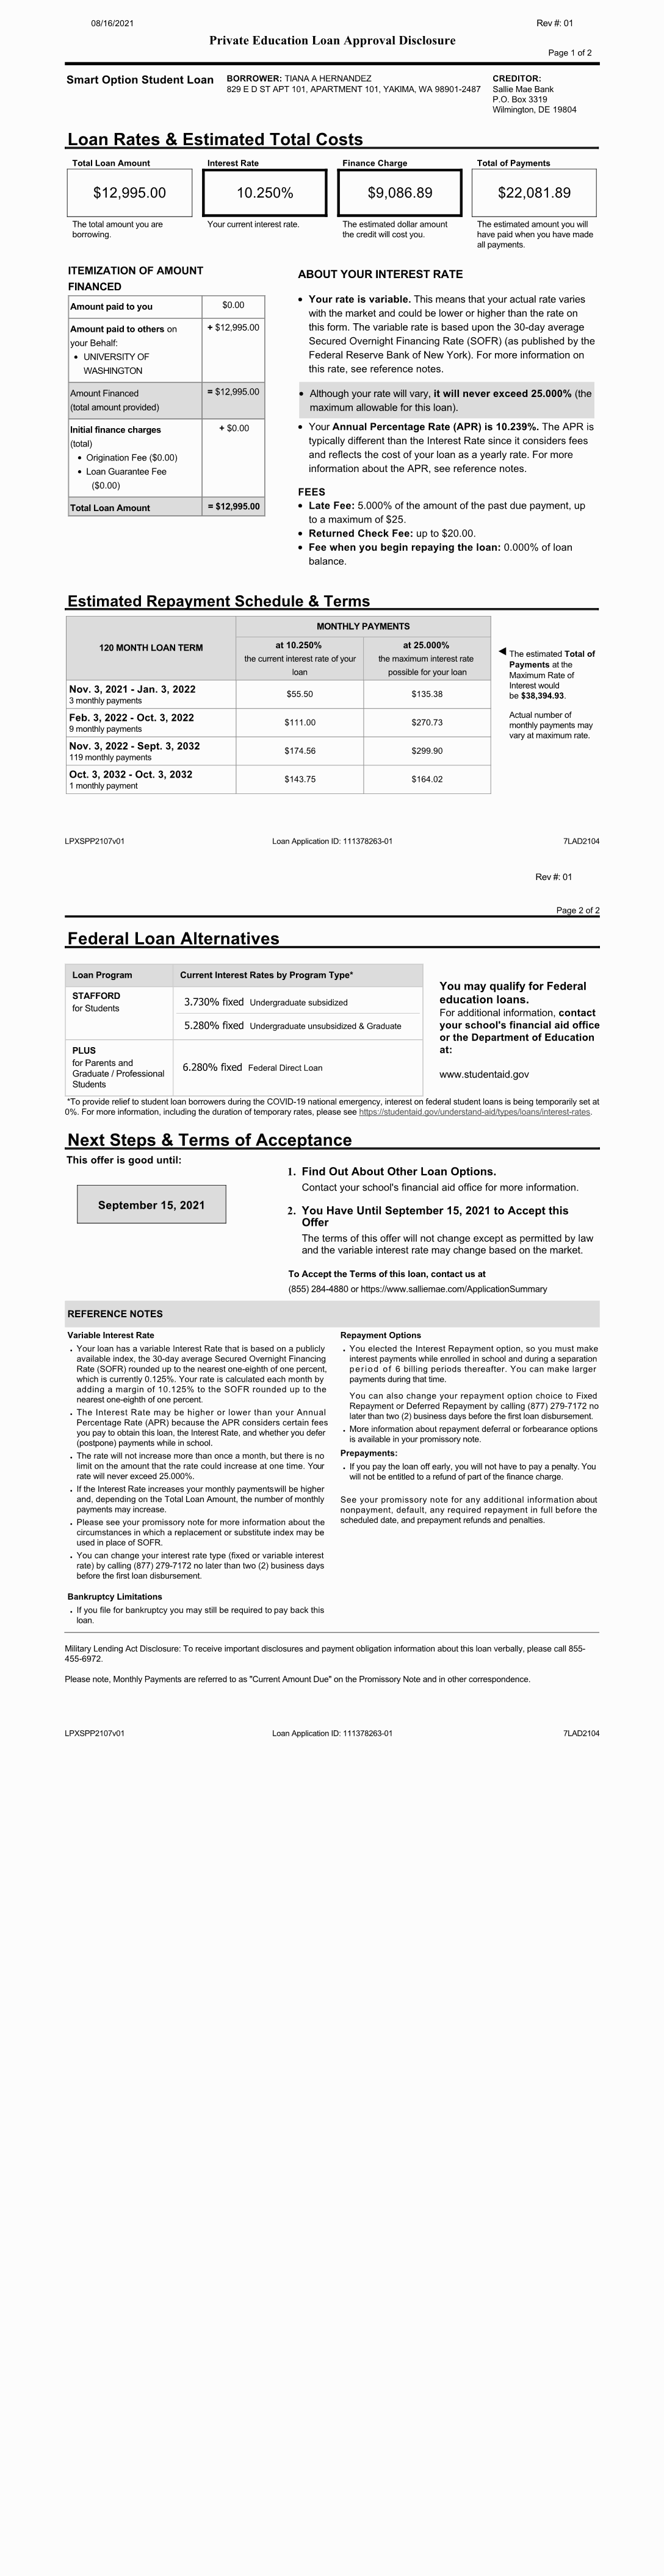 08/16/2021
Rev #: 01
Private Education Loan Approval Disclosure
Page 1 of 2
Smart Option Student Loan
BORROWER: TIANA A HERNANDEZ
829 E D ST APT 101, APARTMENT 101, YAKIMA, WA 98901-2487
CREDITOR:
Sallie Mae Bank
P.O. Box 3319
Wilmington, DE 19804
Loan Rates & Estimated Total Costs
Total Loan Amount
$12,995.00
The total amount you are
borrowing.
Interest Rate
10.250%
Your current interest rate.
Finance Charge
$9,086.89
The estimated dollar amount
the credit will cost you.
Total of Payments
$22,081.89
The estimated amount you will
have paid when you have made
all payments.
ITEMIZATION OF AMOUNT
FINANCED
Amount paid to you $0.00
Amount paid to others on + $12,995.00
your Behalf:
• UNIVERSITY OF
WASHINGTON
Amount Financed = $12,995.00
(total amount provided)
Initial finance charges + $0.00
(total)
• Origination Fee ($0.00)
• Loan Guarantee Fee
($0.00)
Total Loan Amount = $12,995.00
ABOUT YOUR INTEREST RATE
• Your rate is variable. This means that your actual rate varies
with the market and could be lower or higher than the rate on
this form. The variable rate is based upon the 30-day average
Secured Overnight Financing Rate (SOFR) (as published by the
Federal Reserve Bank of New York). For more information on
this rate, see reference notes.
• Although your rate will vary, it will never exceed 25.000% (the
maximum allowable for this loan).
• Your Annual Percentage Rate (APR) is 10.239%. The APR is
typically different than the Interest Rate since it considers fees
and reflects the cost of your loan as a yearly rate. For more
information about the APR, see reference notes.
FEES
• Late Fee: 5.000% of the amount of the past due payment, up
to a maximum of $25.
• Returned Check Fee: up to $20.00.
• Fee when you begin repaying the loan: 0.000% of loan
balance.
Estimated Repayment Schedule & Terms
120 MONTH LOAN TERM
MONTHLY PAYMENTS
at 10.250%
the current interest rate of your
loan
at 25.000%
the maximum interest rate
possible for your loan
Nov. 3, 2021 - Jan. 3, 2022
3 monthly payments
$55.50 $135.38
Feb. 3, 2022 - Oct. 3, 2022
9 monthly payments
$111.00 $270.73
Nov. 3, 2022 - Sept. 3, 2032
119 monthly payments
$174.56 $299.90
Oct. 3, 2032 - Oct. 3, 2032
1 monthly payment
$143.75 $164.02
◀ The estimated Total of
Payments at the
Maximum Rate of
Interest would
be $38,394.93.
Actual number of
monthly payments may
vary at maximum rate.
LPXSPP2107v01 Loan Application ID: 111378263-01 7LAD2104
Rev #: 01
Page 2 of 2
Federal Loan Alternatives
Loan Program Current Interest Rates by Program Type*
STAFFORD
for Students
3.730% fixed Undergraduate subsidized
5.280% fixed Undergraduate unsubsidized & Graduate
PLUS
for Parents and
Graduate / Professional
Students
6.280% fixed Federal Direct Loan
You may qualify for Federal
education loans.
For additional information, contact
your school's financial aid office
or the Department of Education
at:
www.studentaid.gov
*To provide relief to student loan borrowers during the COVID-19 national emergency, interest on federal student loans is being temporarily set at
0%. For more information, including the duration of temporary rates, please see https://studentaid.gov/understand-aid/types/loans/interest-rates.
Next Steps & Terms of Acceptance
This offer is good until:
September 15, 2021
1. Find Out About Other Loan Options.
Contact your school's financial aid office for more information.
2. You Have Until September 15, 2021 to Accept this
Offer
The terms of this offer will not change except as permitted by law
and the variable interest rate may change based on the market.
To Accept the Terms of this loan, contact us at
(855) 284-4880 or https://www.salliemae.com/ApplicationSummary
REFERENCE NOTES
Variable Interest Rate
• Your loan has a variable Interest Rate that is based on a publicly
available index, the 30-day average Secured Overnight Financing
Rate (SOFR) rounded up to the nearest one-eighth of one percent,
which is currently 0.125%. Your rate is calculated each month by
adding a margin of 10.125% to the SOFR rounded up to the
nearest one-eighth of one percent.
• The Interest Rate may be higher or lower than your Annual
Percentage Rate (APR) because the APR considers certain fees
you pay to obtain this loan, the Interest Rate, and whether you defer
(postpone) payments while in school.
• The rate will not increase more than once a month, but there is no
limit on the amount that the rate could increase at one time. Your
rate will never exceed 25.000%.
• If the Interest Rate increases your monthly payments will be higher
and, depending on the Total Loan Amount, the number of monthly
payments may increase.
• Please see your promissory note for more information about the
circumstances in which a replacement or substitute index may be
used in place of SOFR.
• You can change your interest rate type (fixed or variable interest
rate) by calling (877) 279-7172 no later than two (2) business days
before the first loan disbursement.
Bankruptcy Limitations
• If you file for bankruptcy you may still be required to pay back this
loan.
Repayment Options
• You elected the Interest Repayment option, so you must make
interest payments while enrolled in school and during a separation
period of 6 billing periods thereafter. You can make larger
payments during that time.
You can also change your repayment option choice to Fixed
Repayment or Deferred Repayment by calling (877) 279-7172 no
later than two (2) business days before the first loan disbursement.
• More information about repayment deferral or forbearance options
is available in your promissory note.
Prepayments:
• If you pay the loan off early, you will not have to pay a penalty. You
will not be entitled to a refund of part of the finance charge.
See your promissory note for any additional information about
nonpayment, default, any required repayment in full before the
scheduled date, and prepayment refunds and penalties.
Military Lending Act Disclosure: To receive important disclosures and payment obligation information about this loan verbally, please call 855-
455-6972.
Please note, Monthly Payments are referred to as "Current Amount Due" on the Promissory Note and in other correspondence.
LPXSPP2107v01 Loan Application ID: 111378263-01 7LAD2104